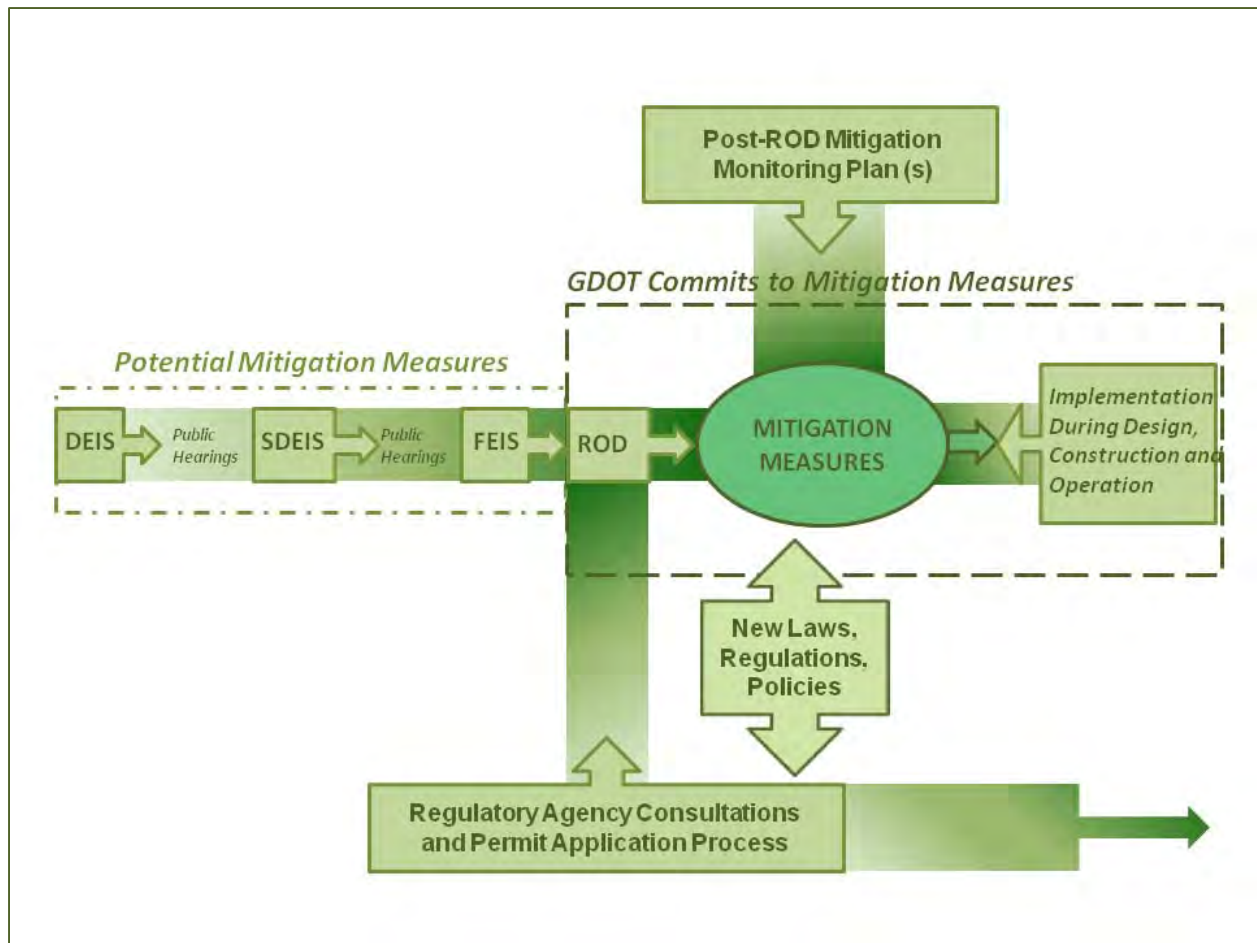 Post-ROD Mitigation
Monitoring Plan (s)
GDOT Commits to Mitigation Measures
Potential Mitigation Measures
DEIS
Public
Hearings
SDEIS
Public
Hearings
FEIS
ROD
MITIGATION
MEASURES
Implementation
During Design,
Construction and
Operation
New Laws,
Regulations,
Policies
Regulatory Agency Consultations
and Permit Application Process